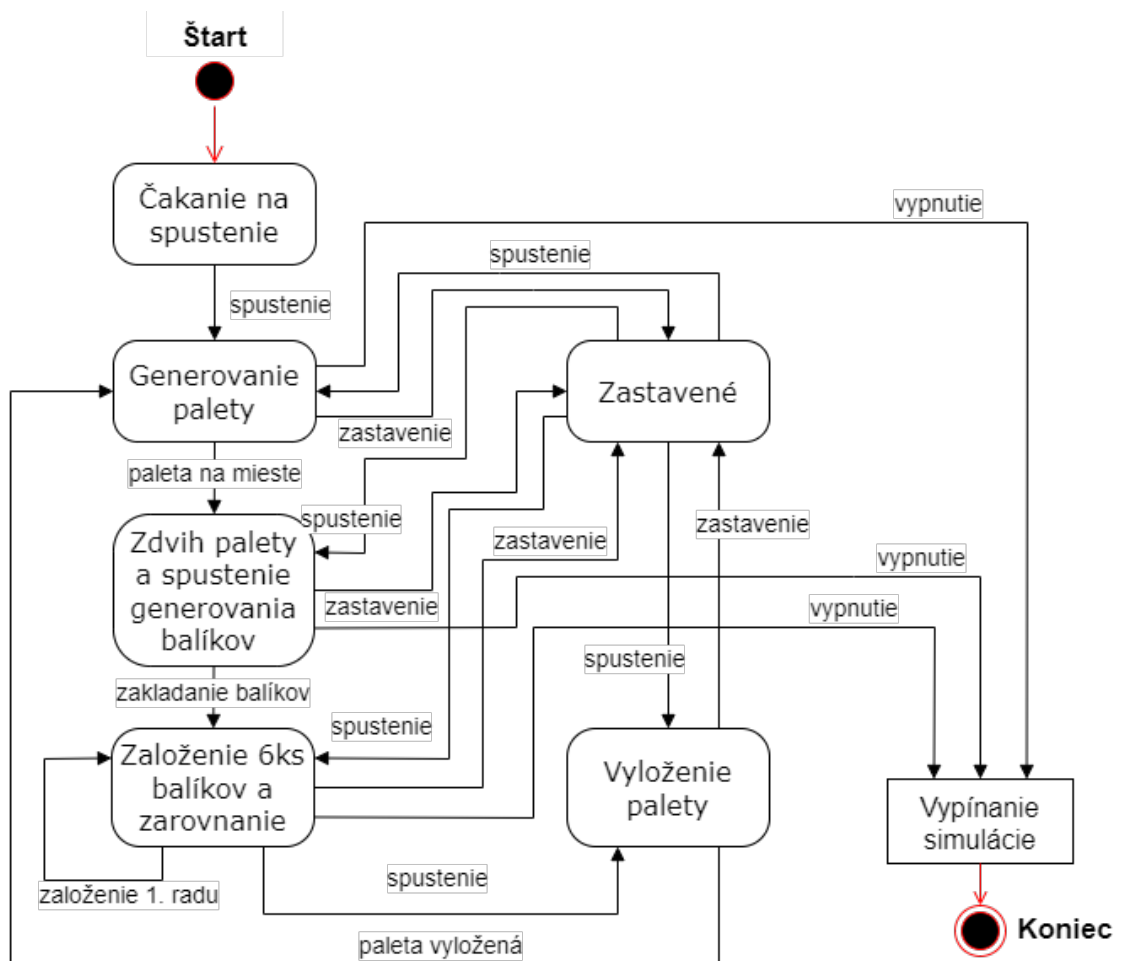 Štart
Čakanie na
spustenie
vypnutie
spustenie
spustenie
Generovanie
palety
Zastavené
zastavenie
paleta na mieste
spustenie
zastavenie
zastavenie
Zdvih palety
a spustenie
generovania
balíkov
vypnutie
zastavenie
vypnutie
spustenie
zakladanie balíkov
spustenie
Založenie 6ks
balíkov a
zarovnanie
Vyloženie
palety
Vypínanie
simulácie
spustenie
založenie 1. radu
Koniec
paleta vyložená